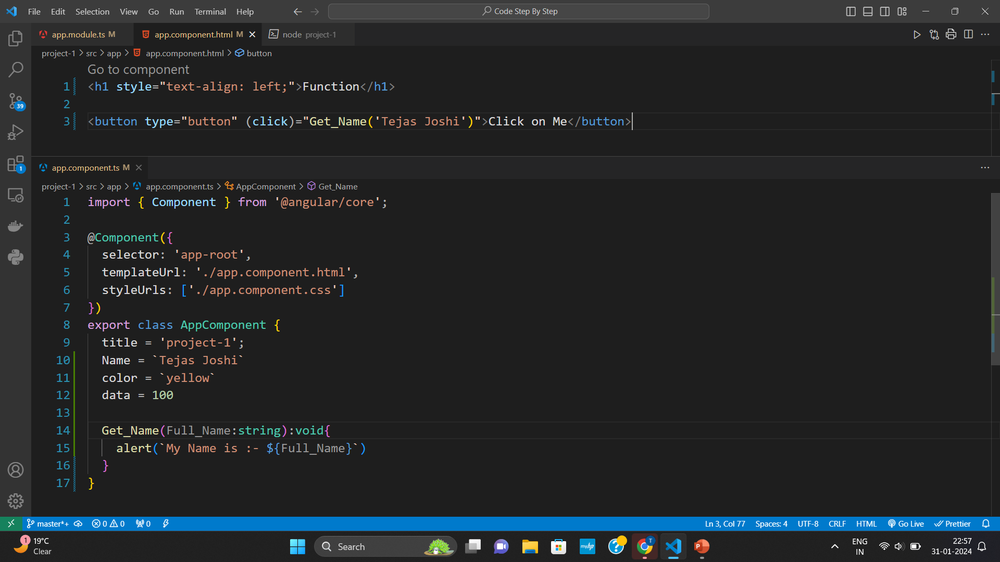 File Edit Selection View Go Run Terminal Help Code Step By Step
app.module.ts M app.component.html M node project-1
project-1 > src > app > app.component.html > button
Go to component
1 <h1 style="text-align: left;">Function</h1>
2
3 <button type="button" (click)="Get_Name('Tejas Joshi')">Click on Me</button>
39
1
app.component.ts M
project-1 > src > app > app.component.ts > AppComponent > Get_Name
1 import { Component } from '@angular/core';
2
3 @Component({
4 selector: 'app-root',
5 templateUrl: './app.component.html',
6 styleUrls: ['./app.component.css']
7 })
8 export class AppComponent {
9 title = 'project-1';
10 Name = `Tejas Joshi`
11 color = `yellow`
12 data = 100
13
14 Get_Name(Full_Name:string):void{
15 alert(`My Name is :- ${Full_Name}`)
16 }
17 }
master*+ 0 0 0 Ln 3, Col 77 Spaces: 4 UTF-8 CRLF HTML Go Live Prettier
1 19°C
Clear
Search
myhp
T
P
ENG
IN
22:57
31-01-2024